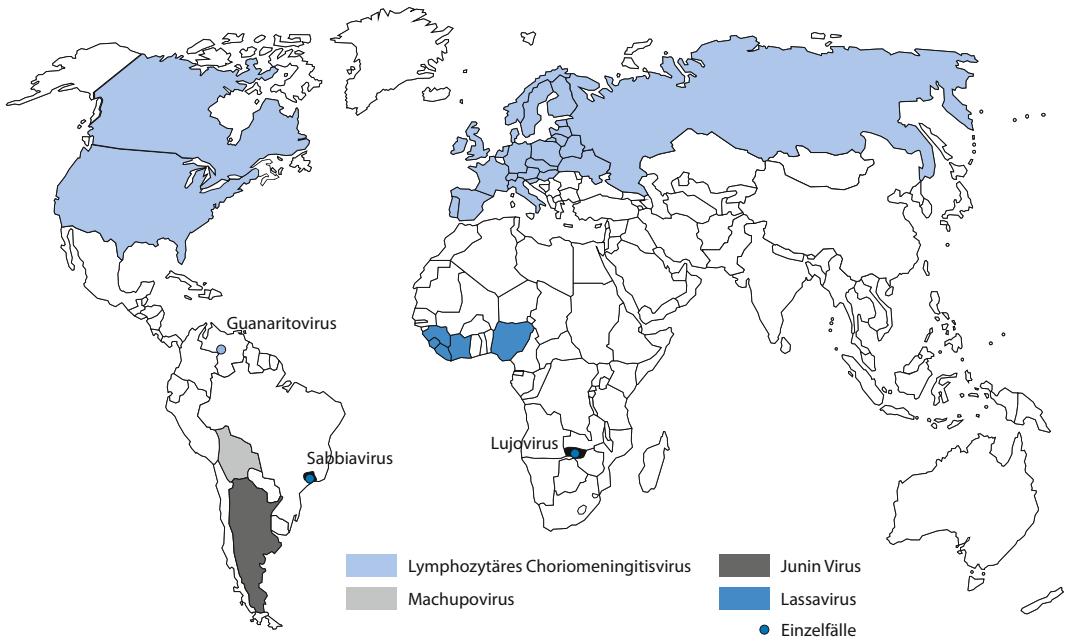 Guanaritovirus
Lujovirus
Sabbiavirus
Lymphozytäres Choriomeningitisvirus
Machupovirus
Junin Virus
Lassavirus
Einzelfälle